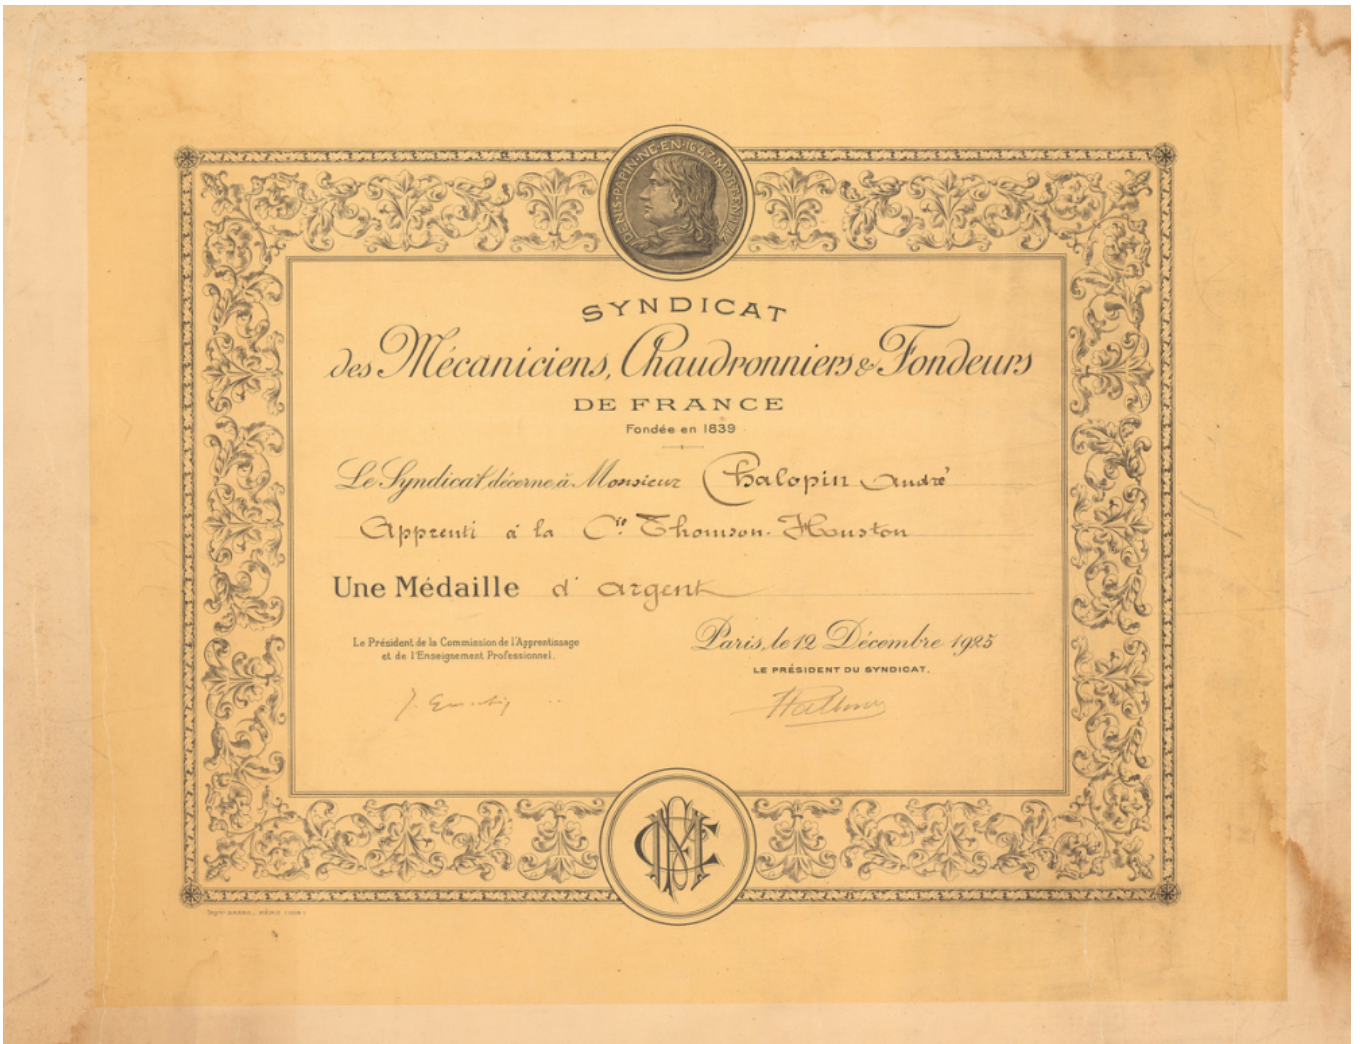 DENIS·PAPIN·NÉ·EN·1647·MORT·EN·1714
SYNDICAT
des Mécaniciens, Chaudronniers & Fondeurs
DE FRANCE
Fondée en 1839
Le Syndicat décerne à Monsieur Chalopin André
Apprenti à la Cie Thomson-Houston
Une Médaille d'argent
Le Président de la Commission de l'Apprentissage
et de l'Enseignement Professionnel.
Paris, le 12 Décembre 1925
LE PRÉSIDENT DU SYNDICAT.